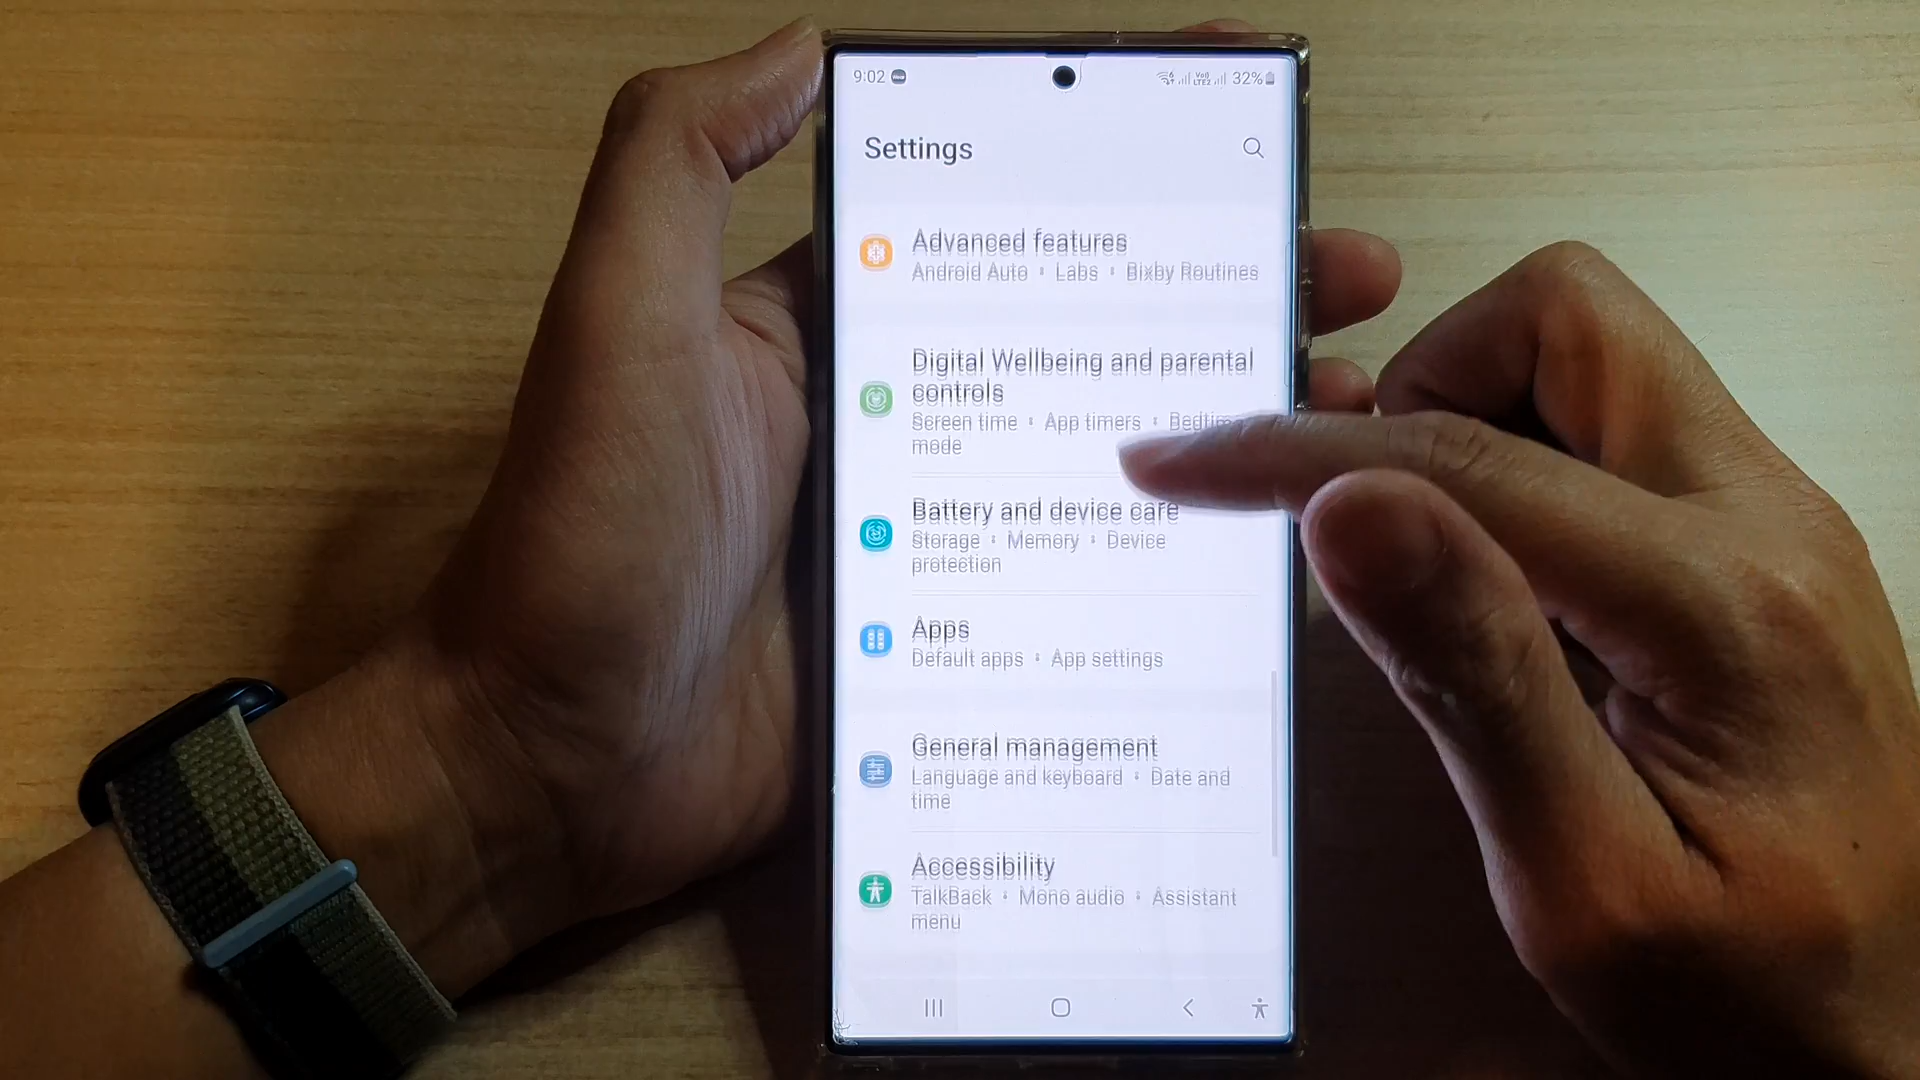 9:02
VoB
LTE2
32%
Settings
Advanced features
Android Auto • Labs • Bixby Routines
Digital Wellbeing and parental
controls
Screen time • App timers •
mode
Battery and device care
Storage • Memory • Device
protection
Apps
Default apps • App settings
General management
Language and keyboard • Date and
time
Accessibility
TalkBack • Mono audio • Assistant
menu